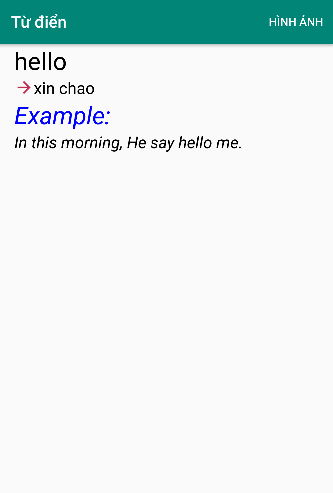 Từ điển
HÌNH ẢNH
hello
xin chao
Example:
In this morning, He say hello me.